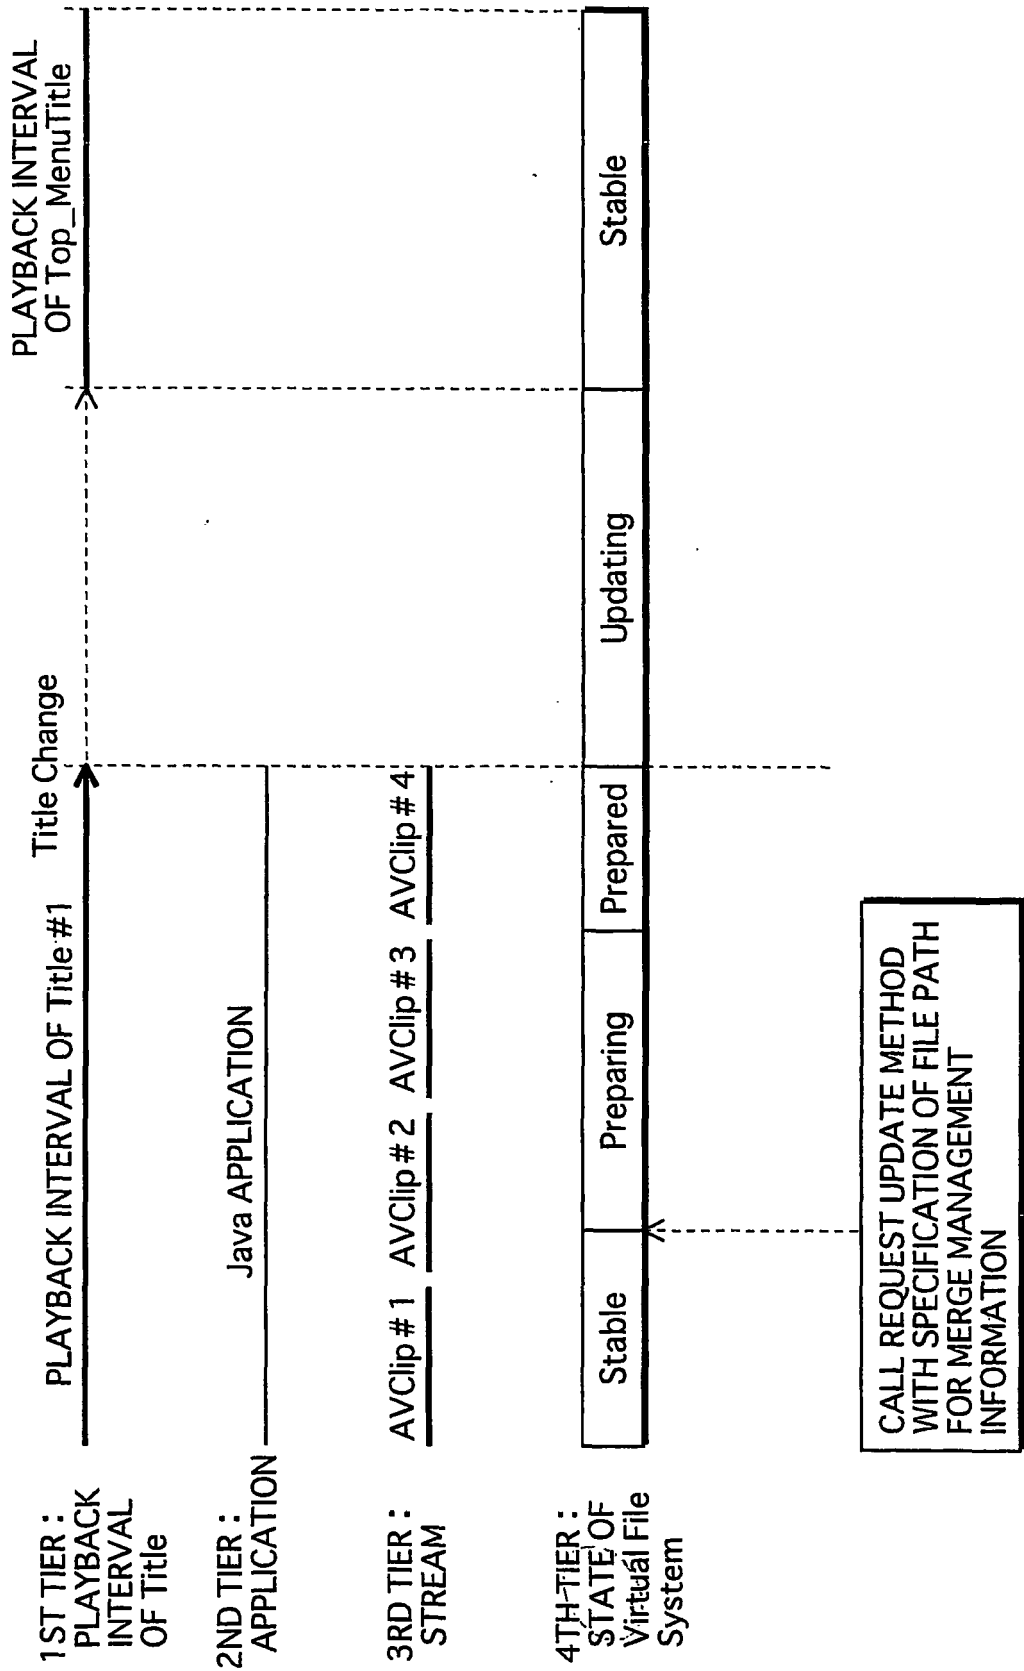 1ST TIER :
PLAYBACK
INTERVAL
OF Title
PLAYBACK INTERVAL OF Title #1
Title Change
PLAYBACK INTERVAL
OF Top_MenuTitle
2ND TIER :
APPLICATION
Java APPLICATION
3RD TIER :
STREAM
AVClip#1
AVClip#2
AVClip#3
AVClip#4
4TH TIER :
STATE OF
Virtual File
System
Stable
Preparing
Prepared
Updating
Stable
CALL REQUEST UPDATE METHOD
WITH SPECIFICATION OF FILE PATH
FOR MERGE MANAGEMENT
INFORMATION